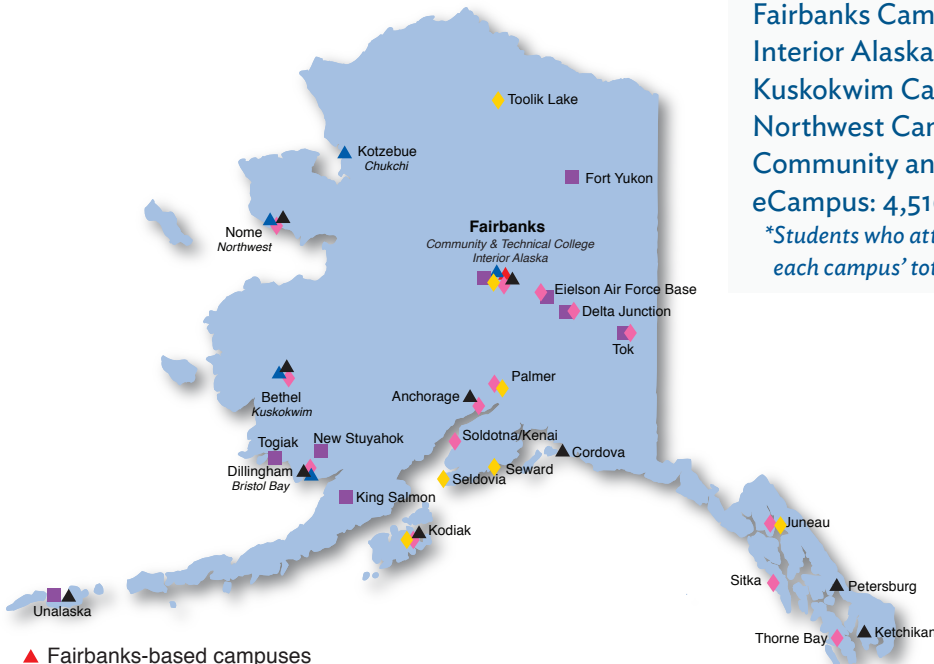 Fairbanks Cam
Interior Alaska
Kuskokwim Ca
Northwest Can
Community an
eCampus: 4,51
*Students who att
each campus' tot
Toolik Lake
Kotzebue
Chukchi
Fort Yukon
Nome
Northwest
Fairbanks
Community & Technical College
Interior Alaska
Eielson Air Force Base
Delta Junction
Tok
Palmer
Bethel
Kuskokwim
Anchorage
Togiak
New Stuyahok
Soldotna/Kenai
Cordova
Dillingham
Bristol Bay
Seward
Seldovia
King Salmon
Kodiak
Juneau
Sitka
Petersburg
Unalaska
Thorne Bay
Ketchikan
Fairbanks-based campuses